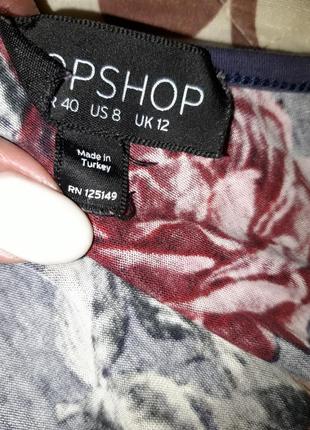 OPSHOP
R 40 US 8 UK 12
Made in
Turkey
RN 125149